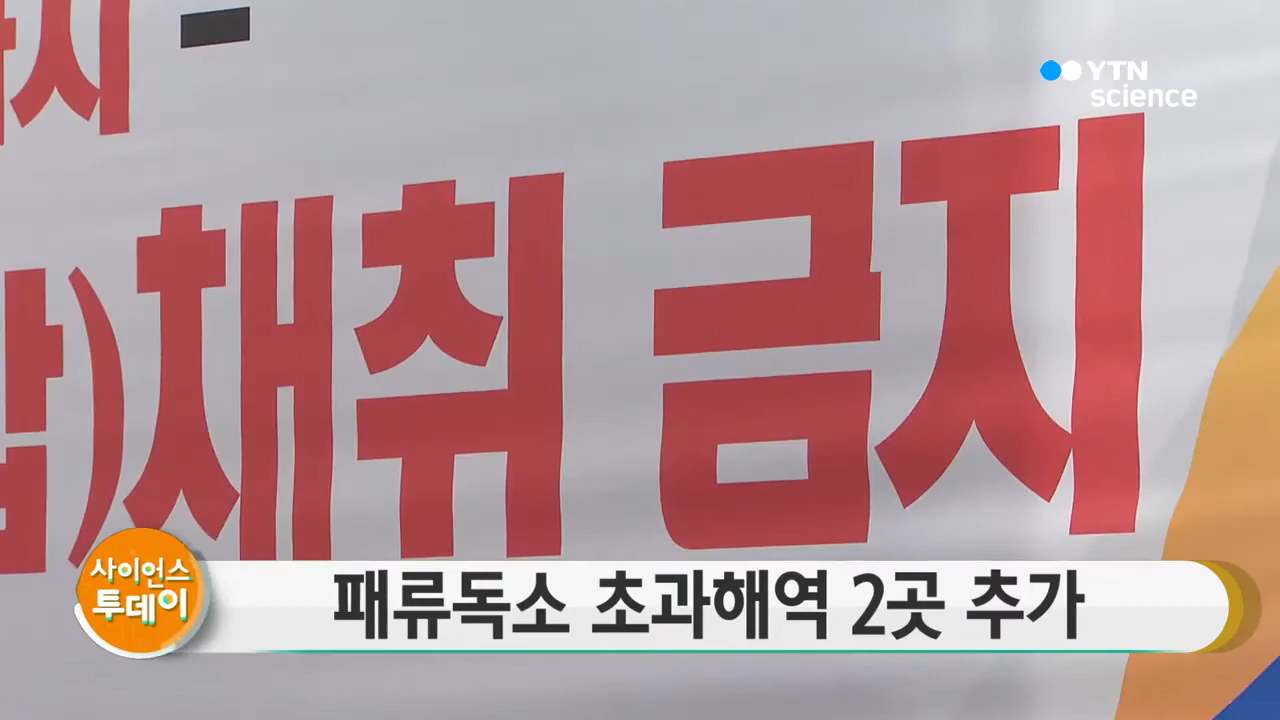 YTN
science
채취 금지
사이언스
투데이
패류독소 초과해역 2곳 추가